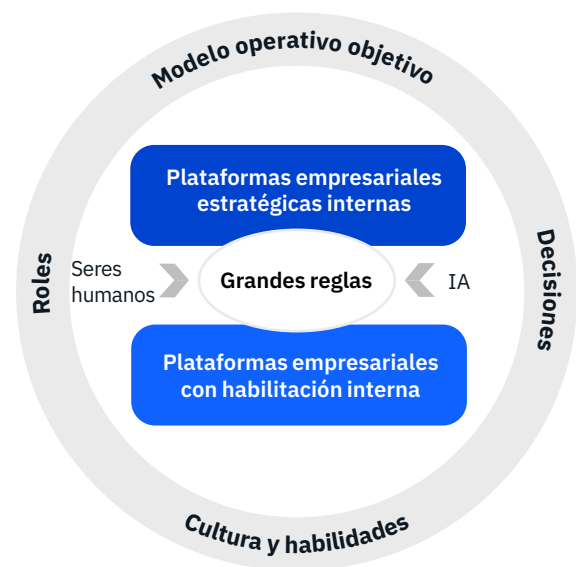 Modelo operativo objetivo
Plataformas empresariales
estratégicas internas
Roles
Seres
humanos
Grandes reglas
IA
Decisiones
Plataformas empresariales
con habilitación interna
Cultura y habilidades